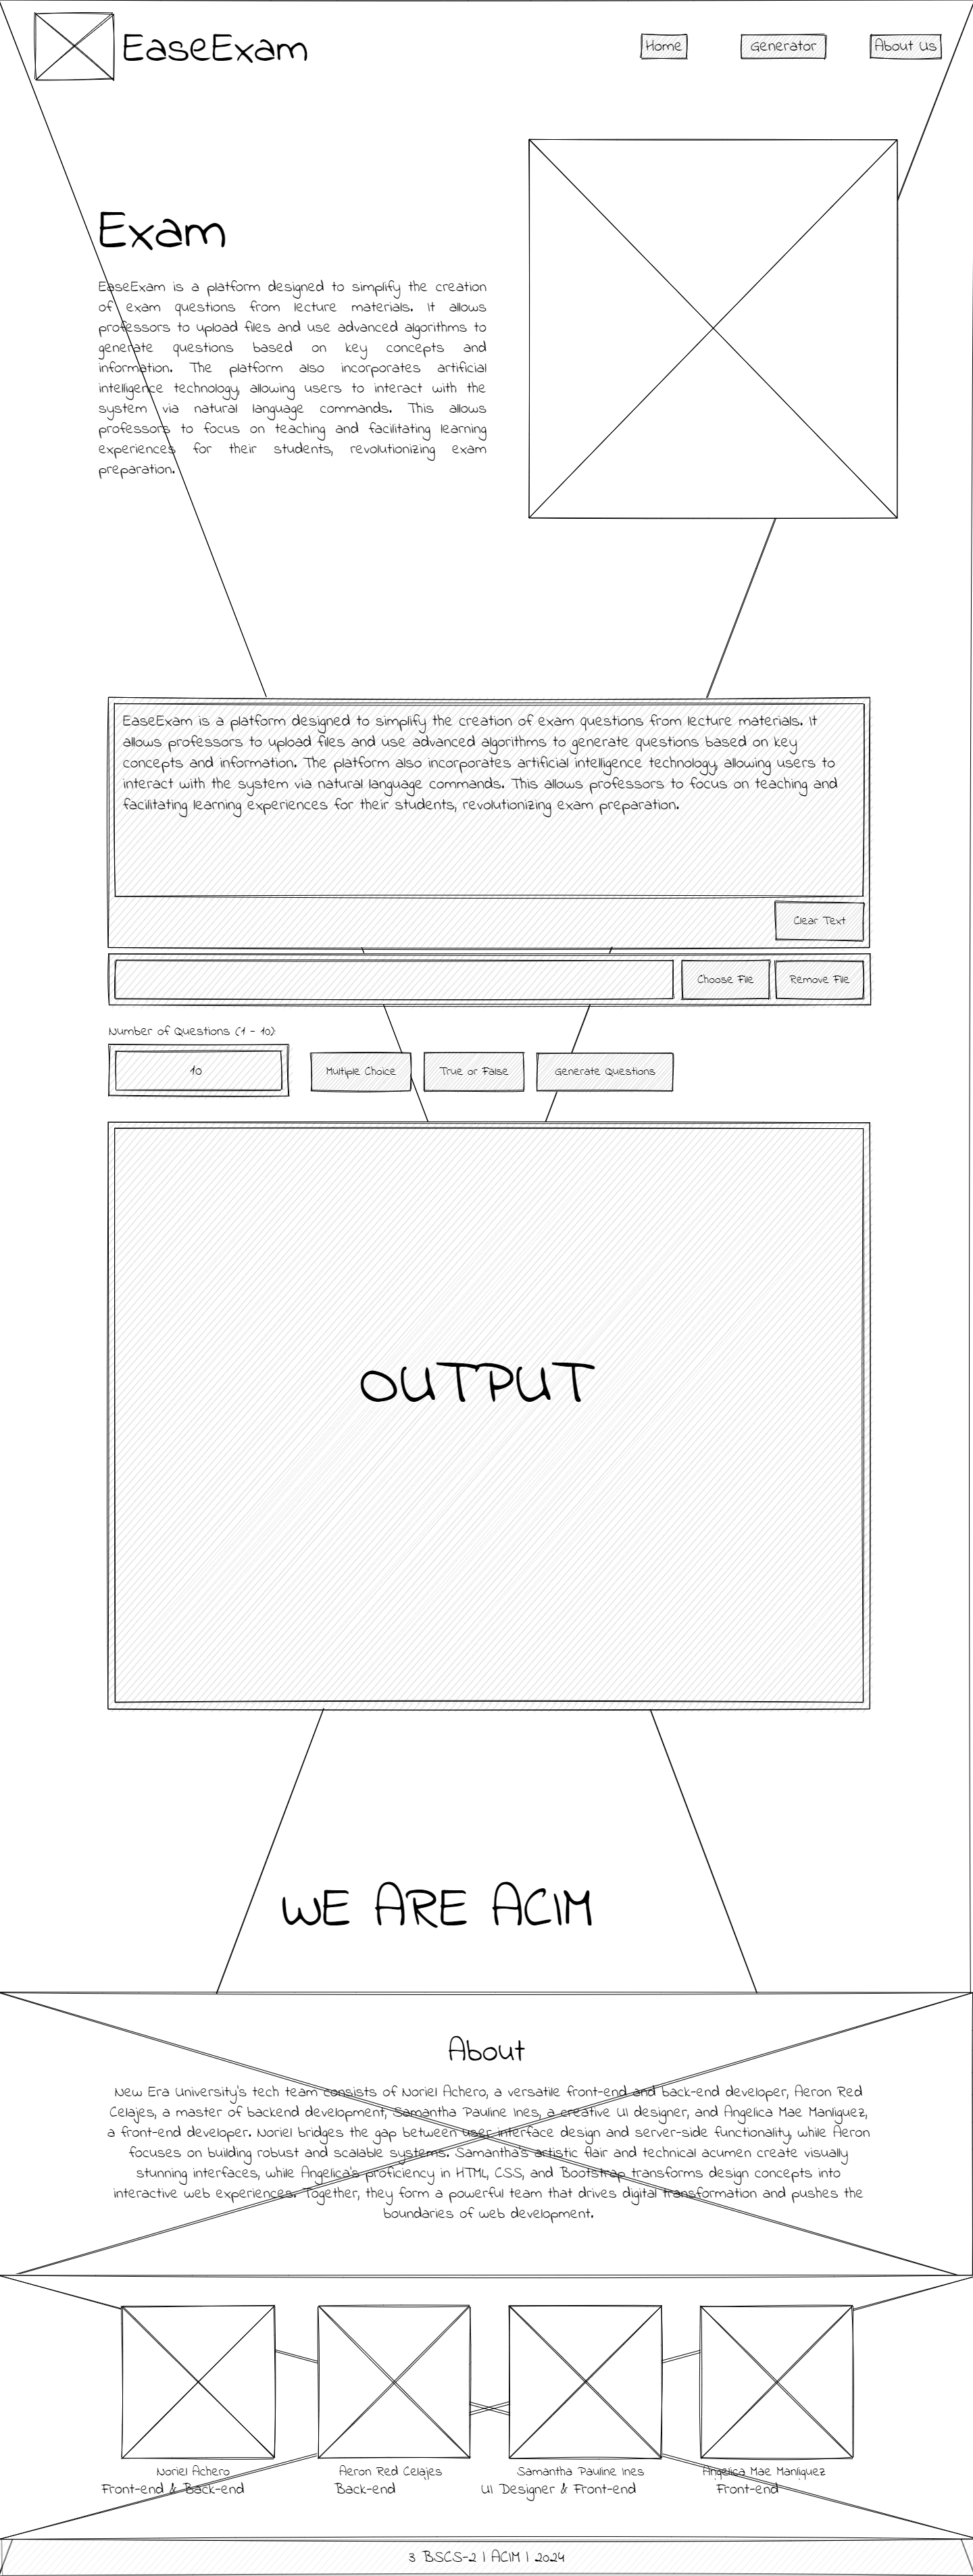 EaseExam
Home
Generator
About Us
Exam
EaseExam is a platform designed to simplify the creation
of exam questions from lecture materials. It allows
professors to upload files and use advanced algorithms to
generate questions based on key concepts and
information. The platform also incorporates artificial
intelligence technology, allowing users to interact with the
system via natural language commands. This allows
professors to focus on teaching and facilitating learning
experiences for their students, revolutionizing exam
preparation.
EaseExam is a platform designed to simplify the creation of exam questions from lecture materials. It
allows professors to upload files and use advanced algorithms to generate questions based on key
concepts and information. The platform also incorporates artificial intelligence technology, allowing users to
interact with the system via natural language commands. This allows professors to focus on teaching and
facilitating learning experiences for their students, revolutionizing exam preparation.
Clear Text
Choose File
Remove File
Number of Questions (1 - 10):
10
Multiple Choice
True or False
Generate Questions
OUTPUT
WE ARE ACIM
About
New Era University's tech team consists of Noriel Achero, a versatile front-end and back-end developer, Aeron Red
Celajes, a master of backend development, Samantha Pauline Ines, a creative UI designer, and Angelica Mae Manliguez,
a front-end developer. Noriel bridges the gap between user interface design and server-side functionality, while Aeron
focuses on building robust and scalable systems. Samantha's artistic flair and technical acumen create visually
stunning interfaces, while Angelica's proficiency in HTML, CSS, and Bootstrap transforms design concepts into
interactive web experiences. Together, they form a powerful team that drives digital transformation and pushes the
boundaries of web development.
Noriel Achero
Front-end & Back-end
Aeron Red Celajes
Back-end
Samantha Pauline Ines
UI Designer & Front-end
Angelica Mae Manliguez
Front-end
3 BSCS-2 | ACIM | 2024